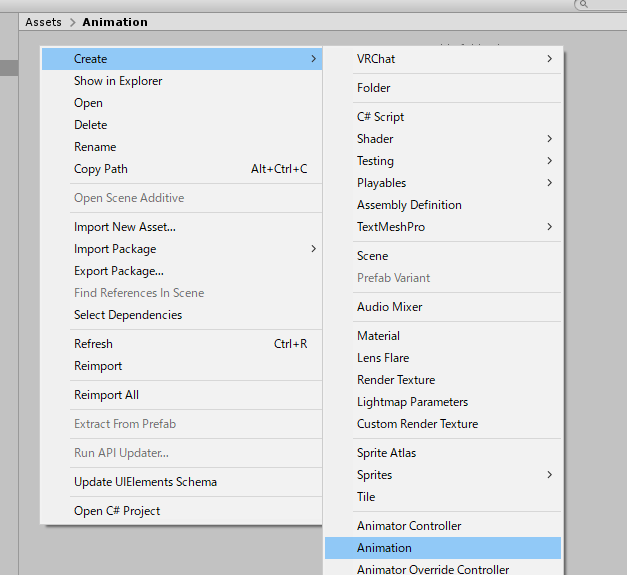 Assets > Animation
Create >
Show in Explorer
Open
Delete
Rename
Copy Path Alt+Ctrl+C
Open Scene Additive
Import New Asset...
Import Package >
Export Package...
Find References In Scene
Select Dependencies
Refresh Ctrl+R
Reimport
Reimport All
Extract From Prefab
Run API Updater...
Update UIElements Schema
Open C# Project
VRChat >
Folder
C# Script
Shader >
Testing >
Playables >
Assembly Definition
TextMeshPro >
Scene
Prefab Variant
Audio Mixer
Material
Lens Flare
Render Texture
Lightmap Parameters
Custom Render Texture
Sprite Atlas
Sprites >
Tile
Animator Controller
Animation
Animator Override Controller